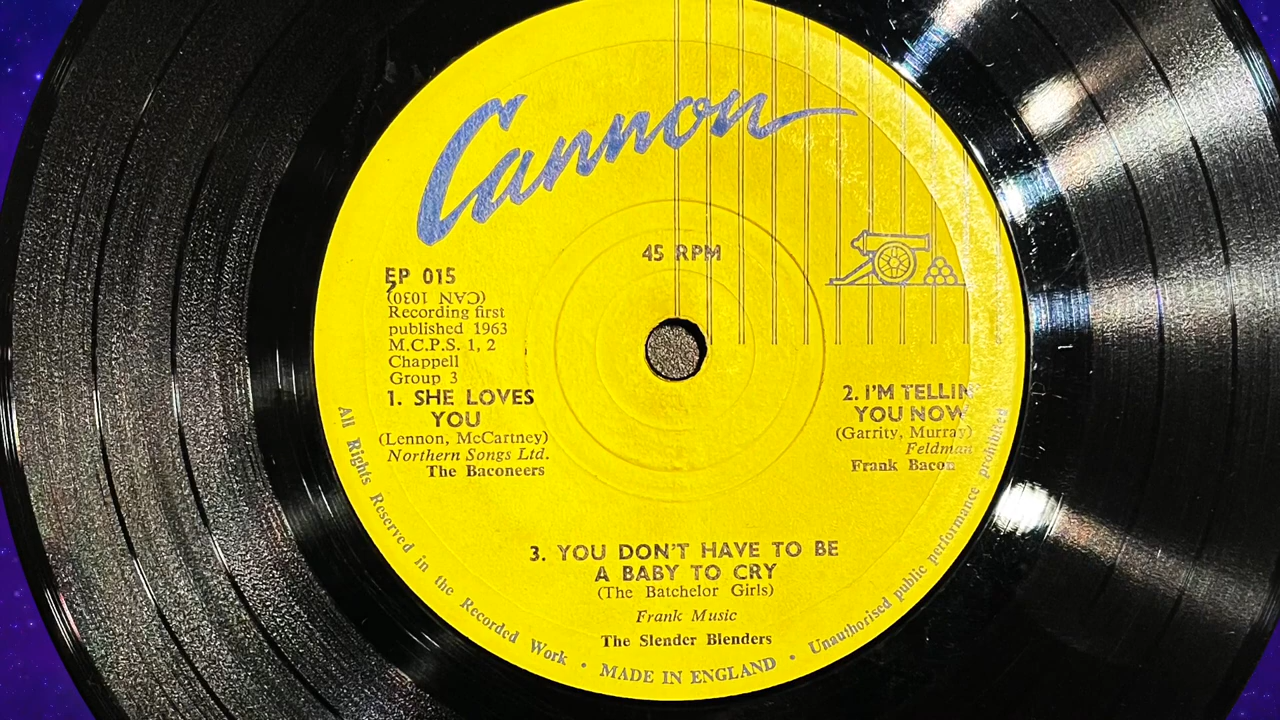 Cannon
45 RPM
EP 015
(CAN 1030)
Recording first
published 1963
M.C.P.S. 1, 2
Chappell
Group 3
1. SHE LOVES
YOU
(Lennon, McCartney)
Northern Songs Ltd.
The Baconeers
2. I'M TELLIN
YOU NOW
(Garrity, Murray)
Feldman
Frank Bacon
3. YOU DON'T HAVE TO BE
A BABY TO CRY
(The Batchelor Girls)
Frank Music
The Slender Blenders
All Rights Reserved in the Recorded Work • MADE IN ENGLAND • Unauthorised public performance prohibited